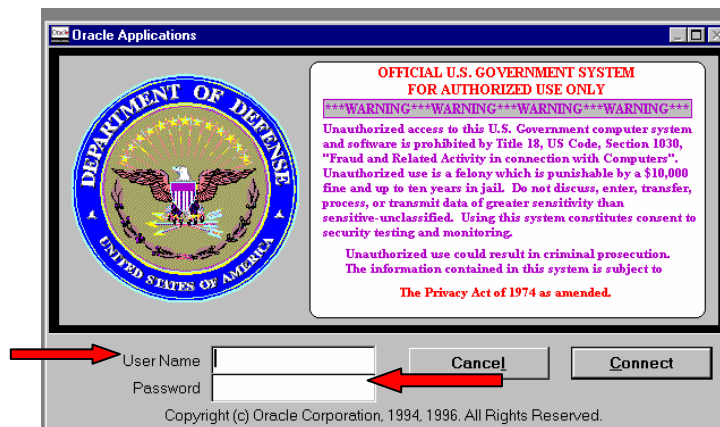 Oracle Applications
OFFICIAL U.S. GOVERNMENT SYSTEM
FOR AUTHORIZED USE ONLY
***WARNING***WARNING***WARNING***WARNING***
Unauthorized access to this U.S. Government computer system
and software is prohibited by Title 18, US Code, Section 1030,
"Fraud and Related Activity in connection with Computers".
Unauthorized use is a felony which is punishable by a $10,000
fine and up to ten years in jail. Do not discuss, enter, transfer,
process, or transmit data of greater sensitivity than
sensitive-unclassified. Using this system constitutes consent to
security testing and monitoring.
Unauthorized use could result in criminal prosecution.
The information contained in this system is subject to
The Privacy Act of 1974 as amended.
DEPARTMENT OF DEFENSE
UNITED STATES OF AMERICA
User Name
Password
Cancel
Connect
Copyright (c) Oracle Corporation, 1994, 1996. All Rights Reserved.